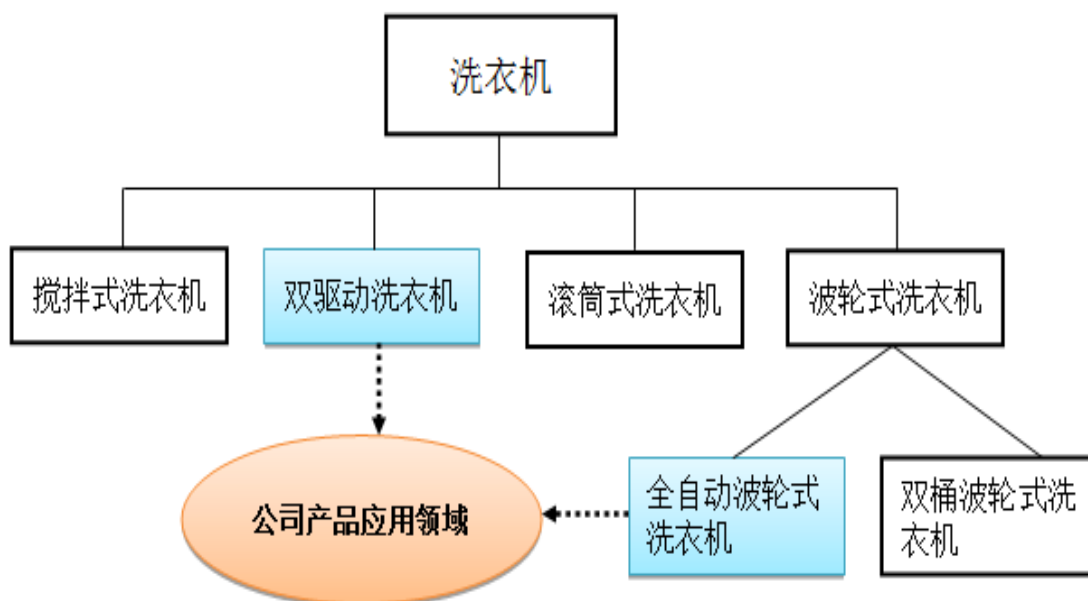 洗衣机
搅拌式洗衣机
双驱动洗衣机
滚筒式洗衣机
波轮式洗衣机
公司产品应用领域
全自动波轮式
洗衣机
双桶波轮式洗
衣机